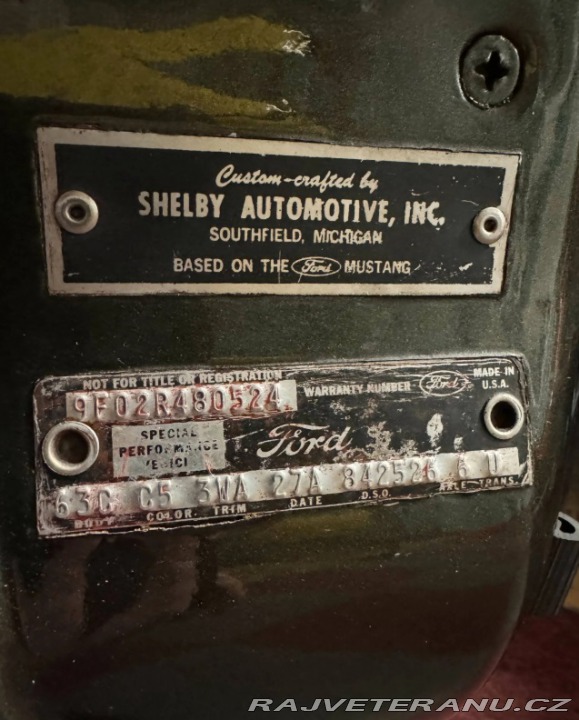 Custom-crafted by
SHELBY AUTOMOTIVE, INC.
SOUTHFIELD, MICHIGAN
BASED ON THE Ford MUSTANG
NOT FOR TITLE OR REGISTRATION
9F02R480524
WARRANTY NUMBER
Ford
MADE IN
U.S.A.
SPECIAL
PERFORMANCE
Ford
63C C5 3WA 27A 842526 6 U
BODY COLOR TRIM DATE D.S.O. AXLE TRANS.
RAJVETERANU.CZ